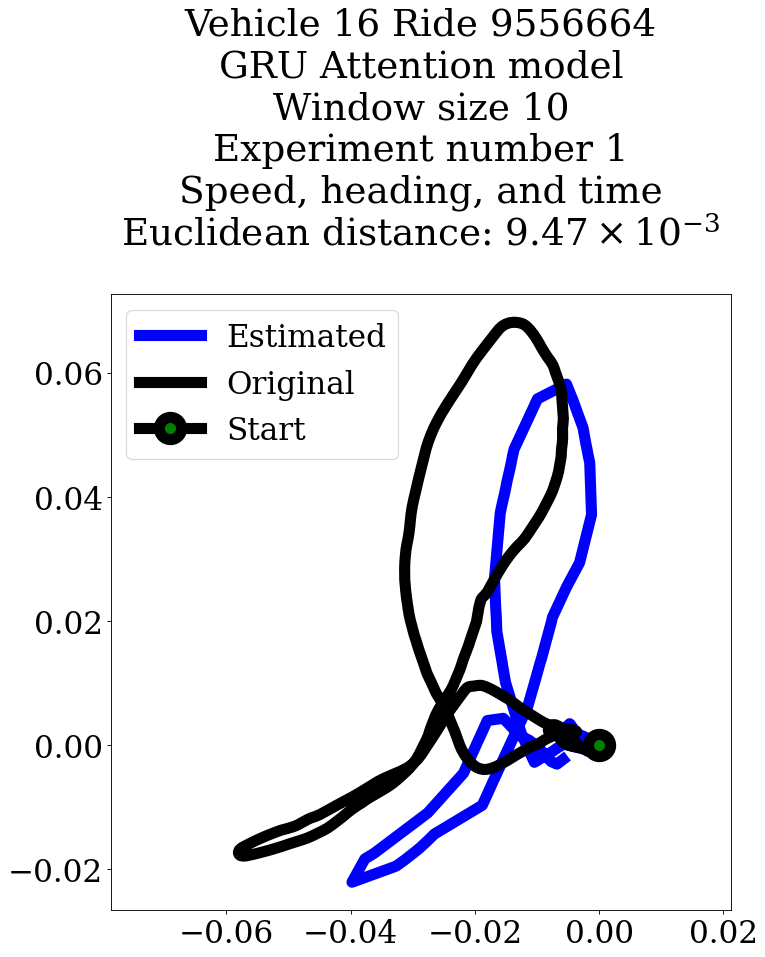 Vehicle 16 Ride 9556664
GRU Attention model
Window size 10
Experiment number 1
Speed, heading, and time
Euclidean distance: 9.47 × 10⁻³
Estimated
Original
Start
0.06
0.04
0.02
0.00
−0.02
−0.06
−0.04
−0.02
0.00
0.02